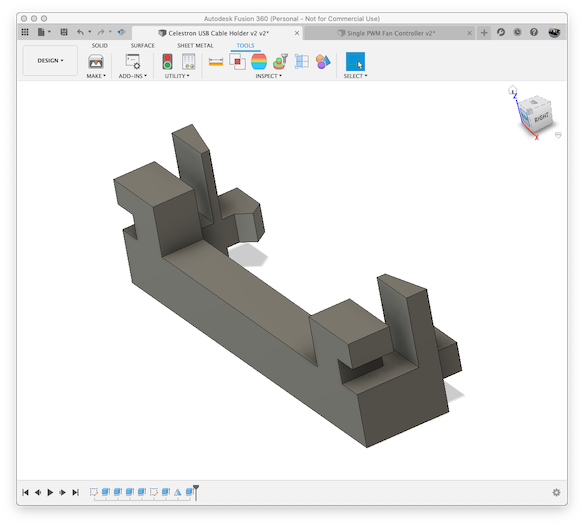 Autodesk Fusion 360 (Personal - Not for Commercial Use)
Celestron USB Cable Holder v2 v2*
Single PWM Fan Controller v2*
SOLID
SURFACE
SHEET METAL
TOOLS
DESIGN
MAKE
ADD-INS
UTILITY
INSPECT
SELECT
Z
RIGHT
X